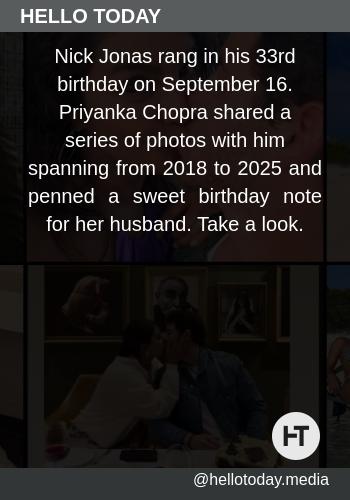 HELLO TODAY
Nick Jonas rang in his 33rd
birthday on September 16.
Priyanka Chopra shared a
series of photos with him
spanning from 2018 to 2025 and
penned a sweet birthday note
for her husband. Take a look.
HT
@hellotoday.media